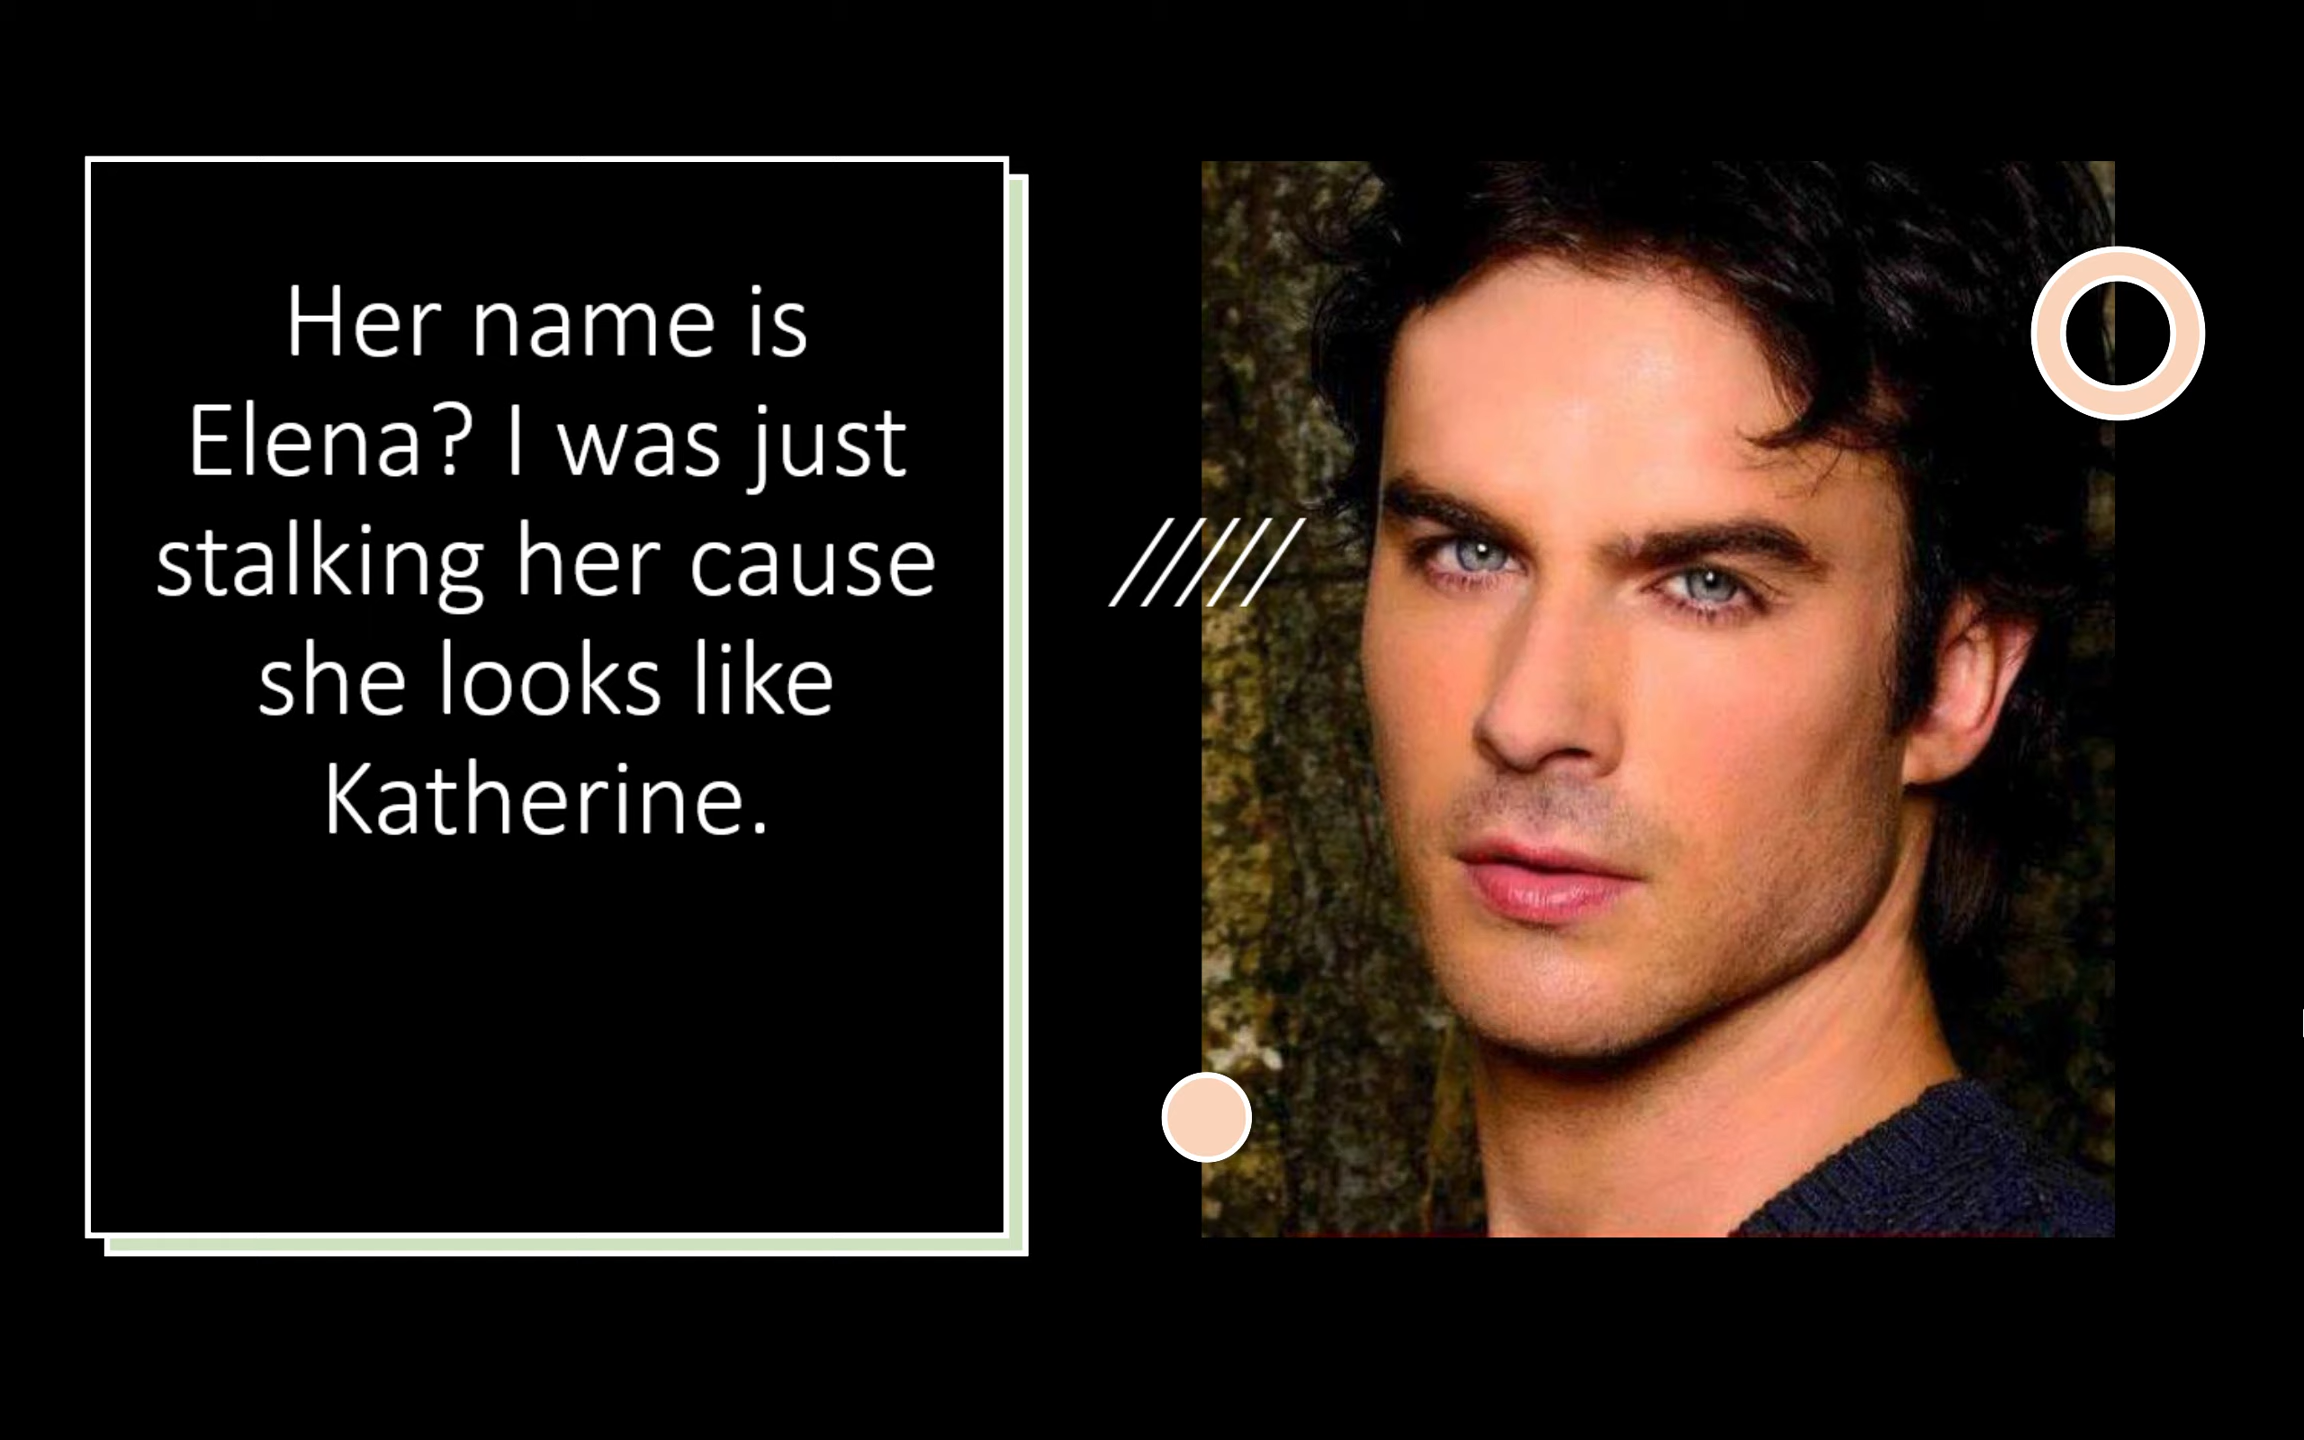 Her name is
Elena? I was just
stalking her cause
she looks like
Katherine.